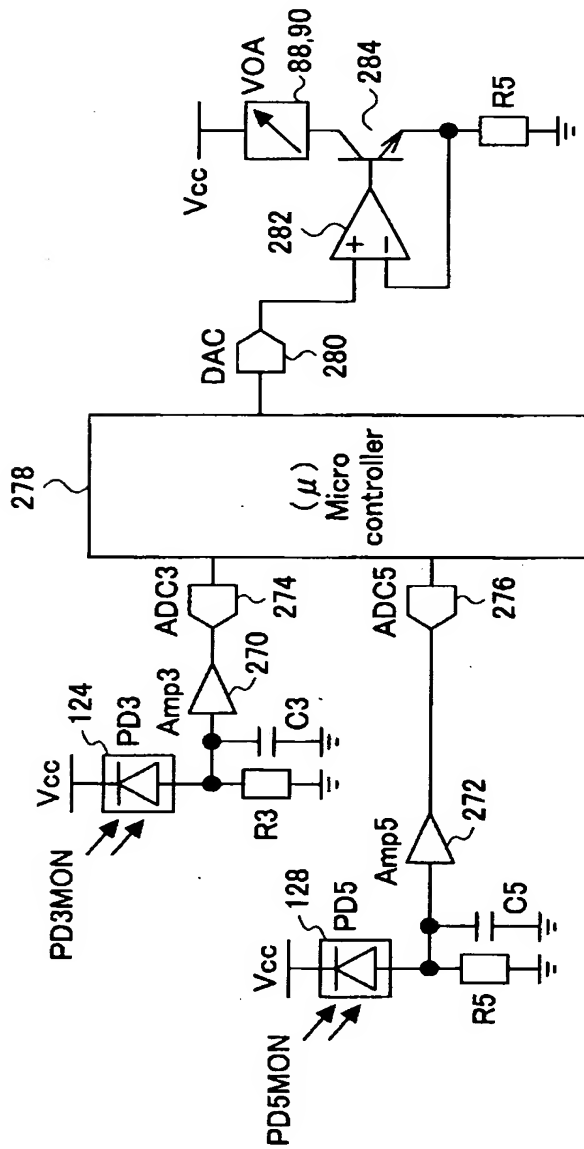 PD3MON
Vcc
124
PD3
R3
C3
Amp3
270
ADC3
274
PD5MON
Vcc
128
PD5
R5
C5
Amp5
272
ADC5
276
278
(μ)
Micro
controller
DAC
280
282
+
−
Vcc
VOA
88,90
284
R5